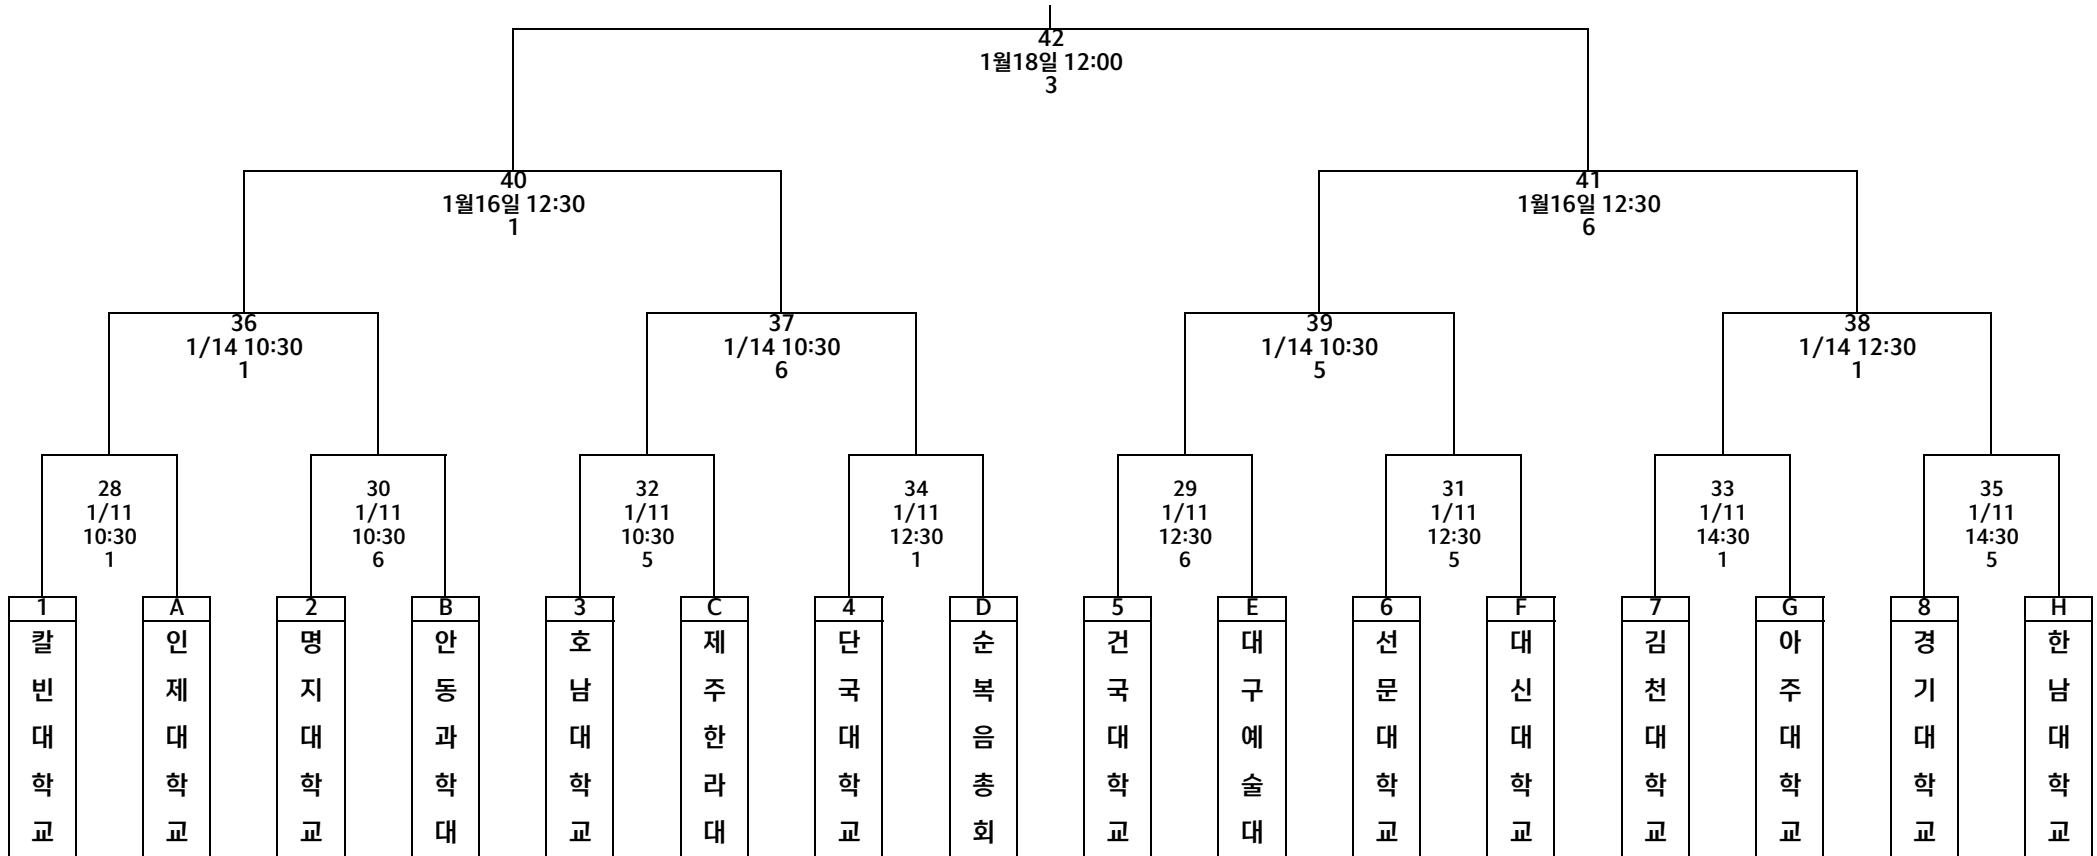 42
1월18일 12:00
3
40
1월16일 12:30
1
41
1월16일 12:30
6
36
1/14 10:30
1
37
1/14 10:30
6
39
1/14 10:30
5
38
1/14 12:30
1
28
1/11
10:30
1
30
1/11
10:30
6
32
1/11
10:30
5
34
1/11
12:30
1
29
1/11
12:30
6
31
1/11
12:30
5
33
1/11
14:30
1
35
1/11
14:30
5
1
칼빈대학교
A
인제대학교
2
명지대학교
B
안동과학대
3
호남대학교
C
제주한라대
4
단국대학교
D
순복음총회
5
건국대학교
E
대구예술대
6
선문대학교
F
대신대학교
7
김천대학교
G
아주대학교
8
경기대학교
H
한남대학교